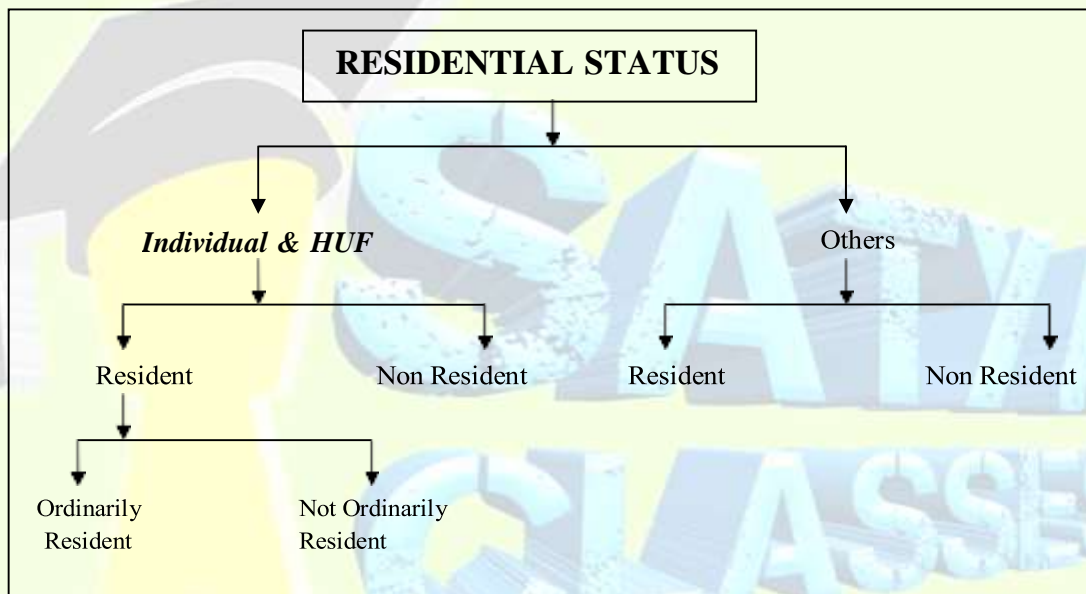 RESIDENTIAL STATUS
Individual & HUF
Others
Resident
Non Resident
Resident
Non Resident
Ordinarily
Resident
Not Ordinarily
Resident